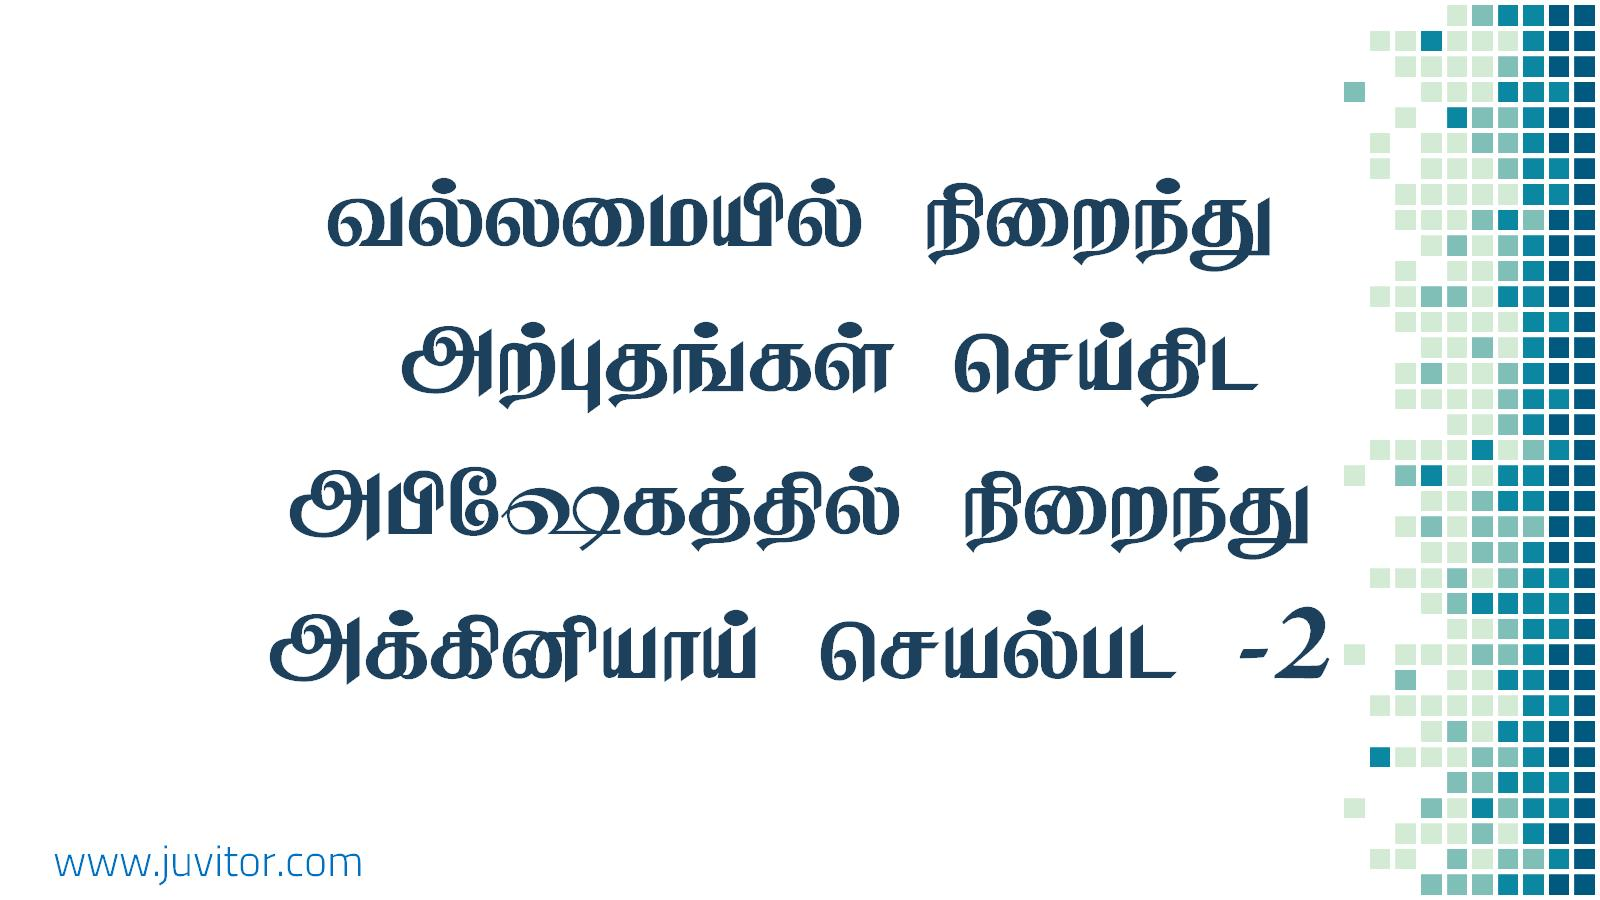 வல்லமையில் நிறைந்து
அற்புதங்கள் செய்திட
அபிஷேகத்தில் நிறைந்து
அக்கினியாய் செயல்பட -2
www.juvitor.com